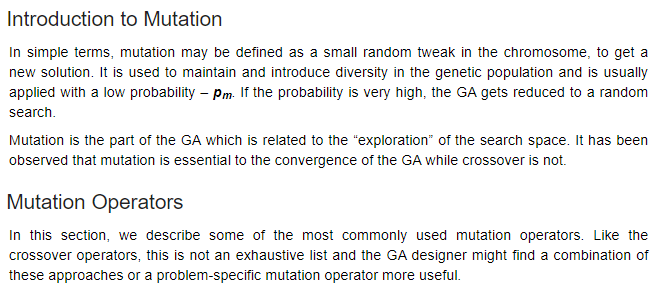 Introduction to Mutation
In simple terms, mutation may be defined as a small random tweak in the chromosome, to get a
new solution. It is used to maintain and introduce diversity in the genetic population and is usually
applied with a low probability – pm. If the probability is very high, the GA gets reduced to a random
search.
Mutation is the part of the GA which is related to the “exploration” of the search space. It has been
observed that mutation is essential to the convergence of the GA while crossover is not.
Mutation Operators
In this section, we describe some of the most commonly used mutation operators. Like the
crossover operators, this is not an exhaustive list and the GA designer might find a combination of
these approaches or a problem-specific mutation operator more useful.